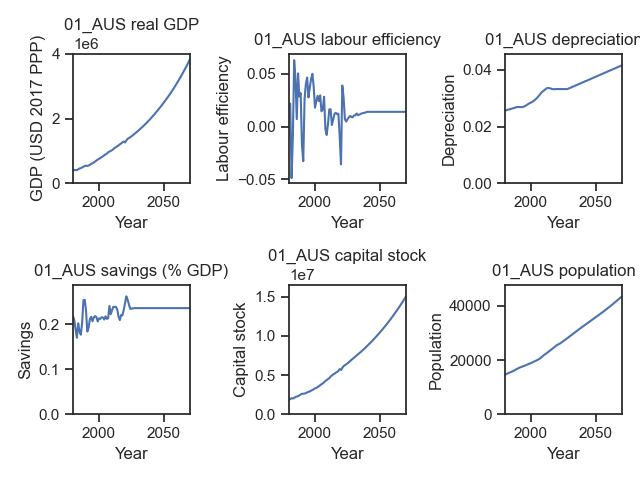 01_AUS real GDP
1e6
GDP (USD 2017 PPP)
4
2
0
2000
2050
Year
01_AUS labour efficiency
Labour efficiency
0.05
0.00
−0.05
2000
2050
Year
01_AUS depreciation
Depreciation
0.04
0.02
0.00
2000
2050
Year
01_AUS savings (% GDP)
Savings
0.2
0.1
0.0
2000
2050
Year
01_AUS capital stock
1e7
Capital stock
1.5
1.0
0.5
0.0
2000
2050
Year
01_AUS population
Population
40000
20000
0
2000
2050
Year